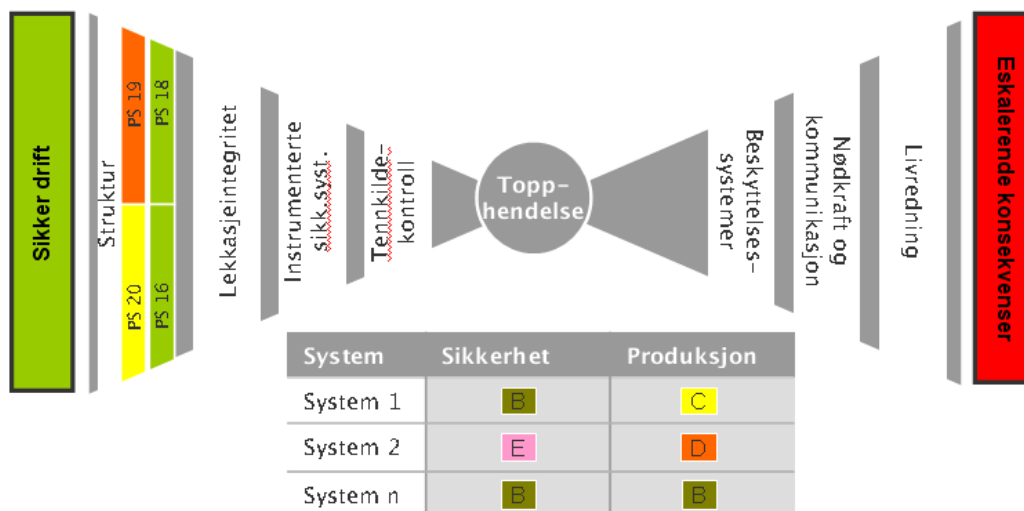 Sikker drift
Struktur
PS 19
PS 18
PS 20
PS 16
Lekkasjeintegritet
Instrumenterte
sikk.syst.
Tennkilde-
kontroll
Topp-
hendelse
Beskyttelses-
systemer
Nødkraft og
kommunikasjon
Livredning
Eskalerende konsekvenser
System Sikkerhet Produksjon
System 1 B C
System 2 E D
System n B B